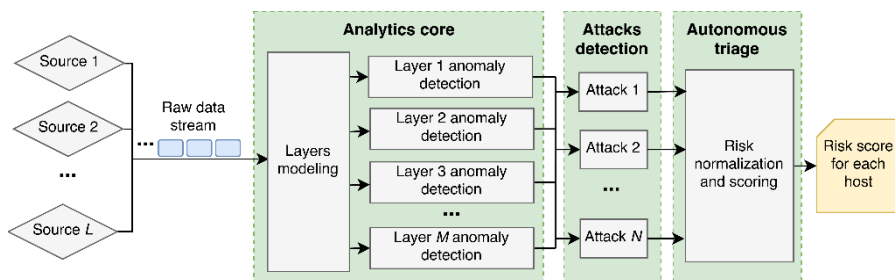 Source 1
Source 2
...
Source L
Raw data
stream
...
Analytics core
Layers
modeling
Layer 1 anomaly
detection
Layer 2 anomaly
detection
Layer 3 anomaly
detection
...
Layer M anomaly
detection
Attacks
detection
Attack 1
Attack 2
...
Attack N
Autonomous
triage
Risk
normalization
and scoring
Risk score
for each
host